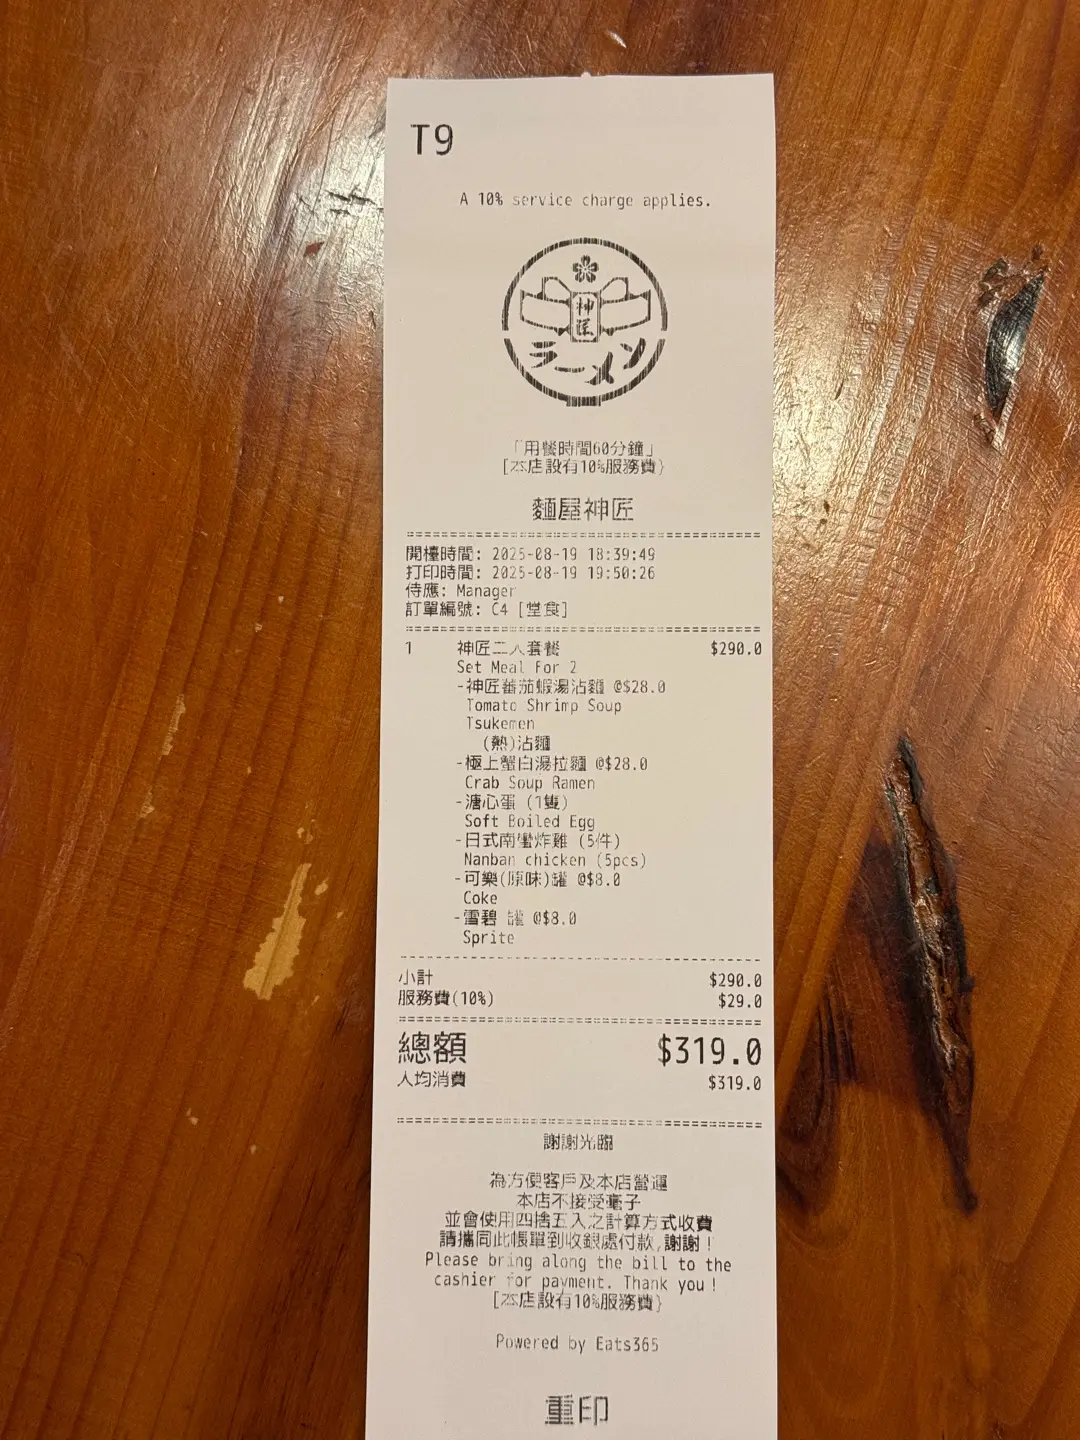 T9
A 10% service charge applies.
神匠
ラーメン
「用餐時間60分鐘」
[本店設有10%服務費}
麵屋神匠
開檯時間: 2025-08-19 18:39:49
打印時間: 2025-08-19 19:50:26
侍應: Manager
訂單編號: C4 [堂食]
1 神匠二人套餐 $290.0
Set Meal For 2
-神匠蕃茄蝦湯沾麵 @$28.0
Tomato Shrimp Soup
Tsukemen
(熱)沾麵
-極上蟹白湯拉麵 @$28.0
Crab Soup Ramen
-溏心蛋 (1隻)
Soft Boiled Egg
-日式南蠻炸雞 (5件)
Nanban chicken (5pcs)
-可樂(原味)罐 @$8.0
Coke
-雪碧 罐 @$8.0
Sprite
小計 $290.0
服務費(10%) $29.0
總額 $319.0
人均消費 $319.0
謝謝光臨
為方便客戶及本店營運
本店不接受毫子
並會使用四捨五入之計算方式收費
請攜同此帳單到收銀處付款,謝謝！
Please bring along the bill to the
cashier for payment. Thank you！
[本店設有10%服務費}
Powered by Eats365
重印